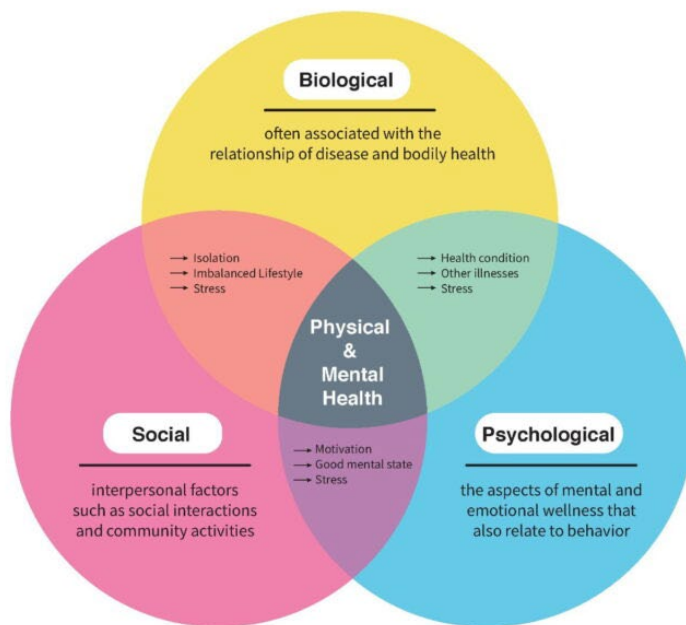 Biological
often associated with the
relationship of disease and bodily health
→ Isolation
→ Imbalanced Lifestyle
→ Stress
→ Health condition
→ Other illnesses
→ Stress
Physical
&
Mental
Health
Social
interpersonal factors
such as social interactions
and community activities
→ Motivation
→ Good mental state
→ Stress
Psychological
the aspects of mental and
emotional wellness that
also relate to behavior